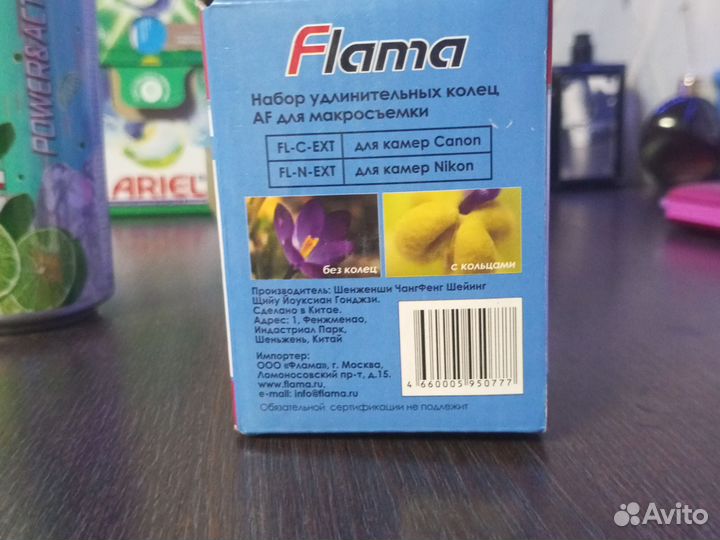 Flama
Набор удлинительных колец
AF для макросъемки
FL-C-EXT для камер Canon
FL-N-EXT для камер Nikon
без колец
с кольцами
Производитель: Шенженши ЧангФенг Шейинг
Щийу Йоуксиан Гонджзи.
Сделано в Китае.
Адрес: 1, Фенжменао,
Индастриал Парк,
Шеньжень, Китай
Импортер:
ООО «Флама», г. Москва,
Ломоносовский пр-т, д.15.
www.flama.ru,
e-mail: info@flama.ru
Обязательной сертификации не подлежит
4 660005 950777
POWER&ACT
ARIEL
Avito